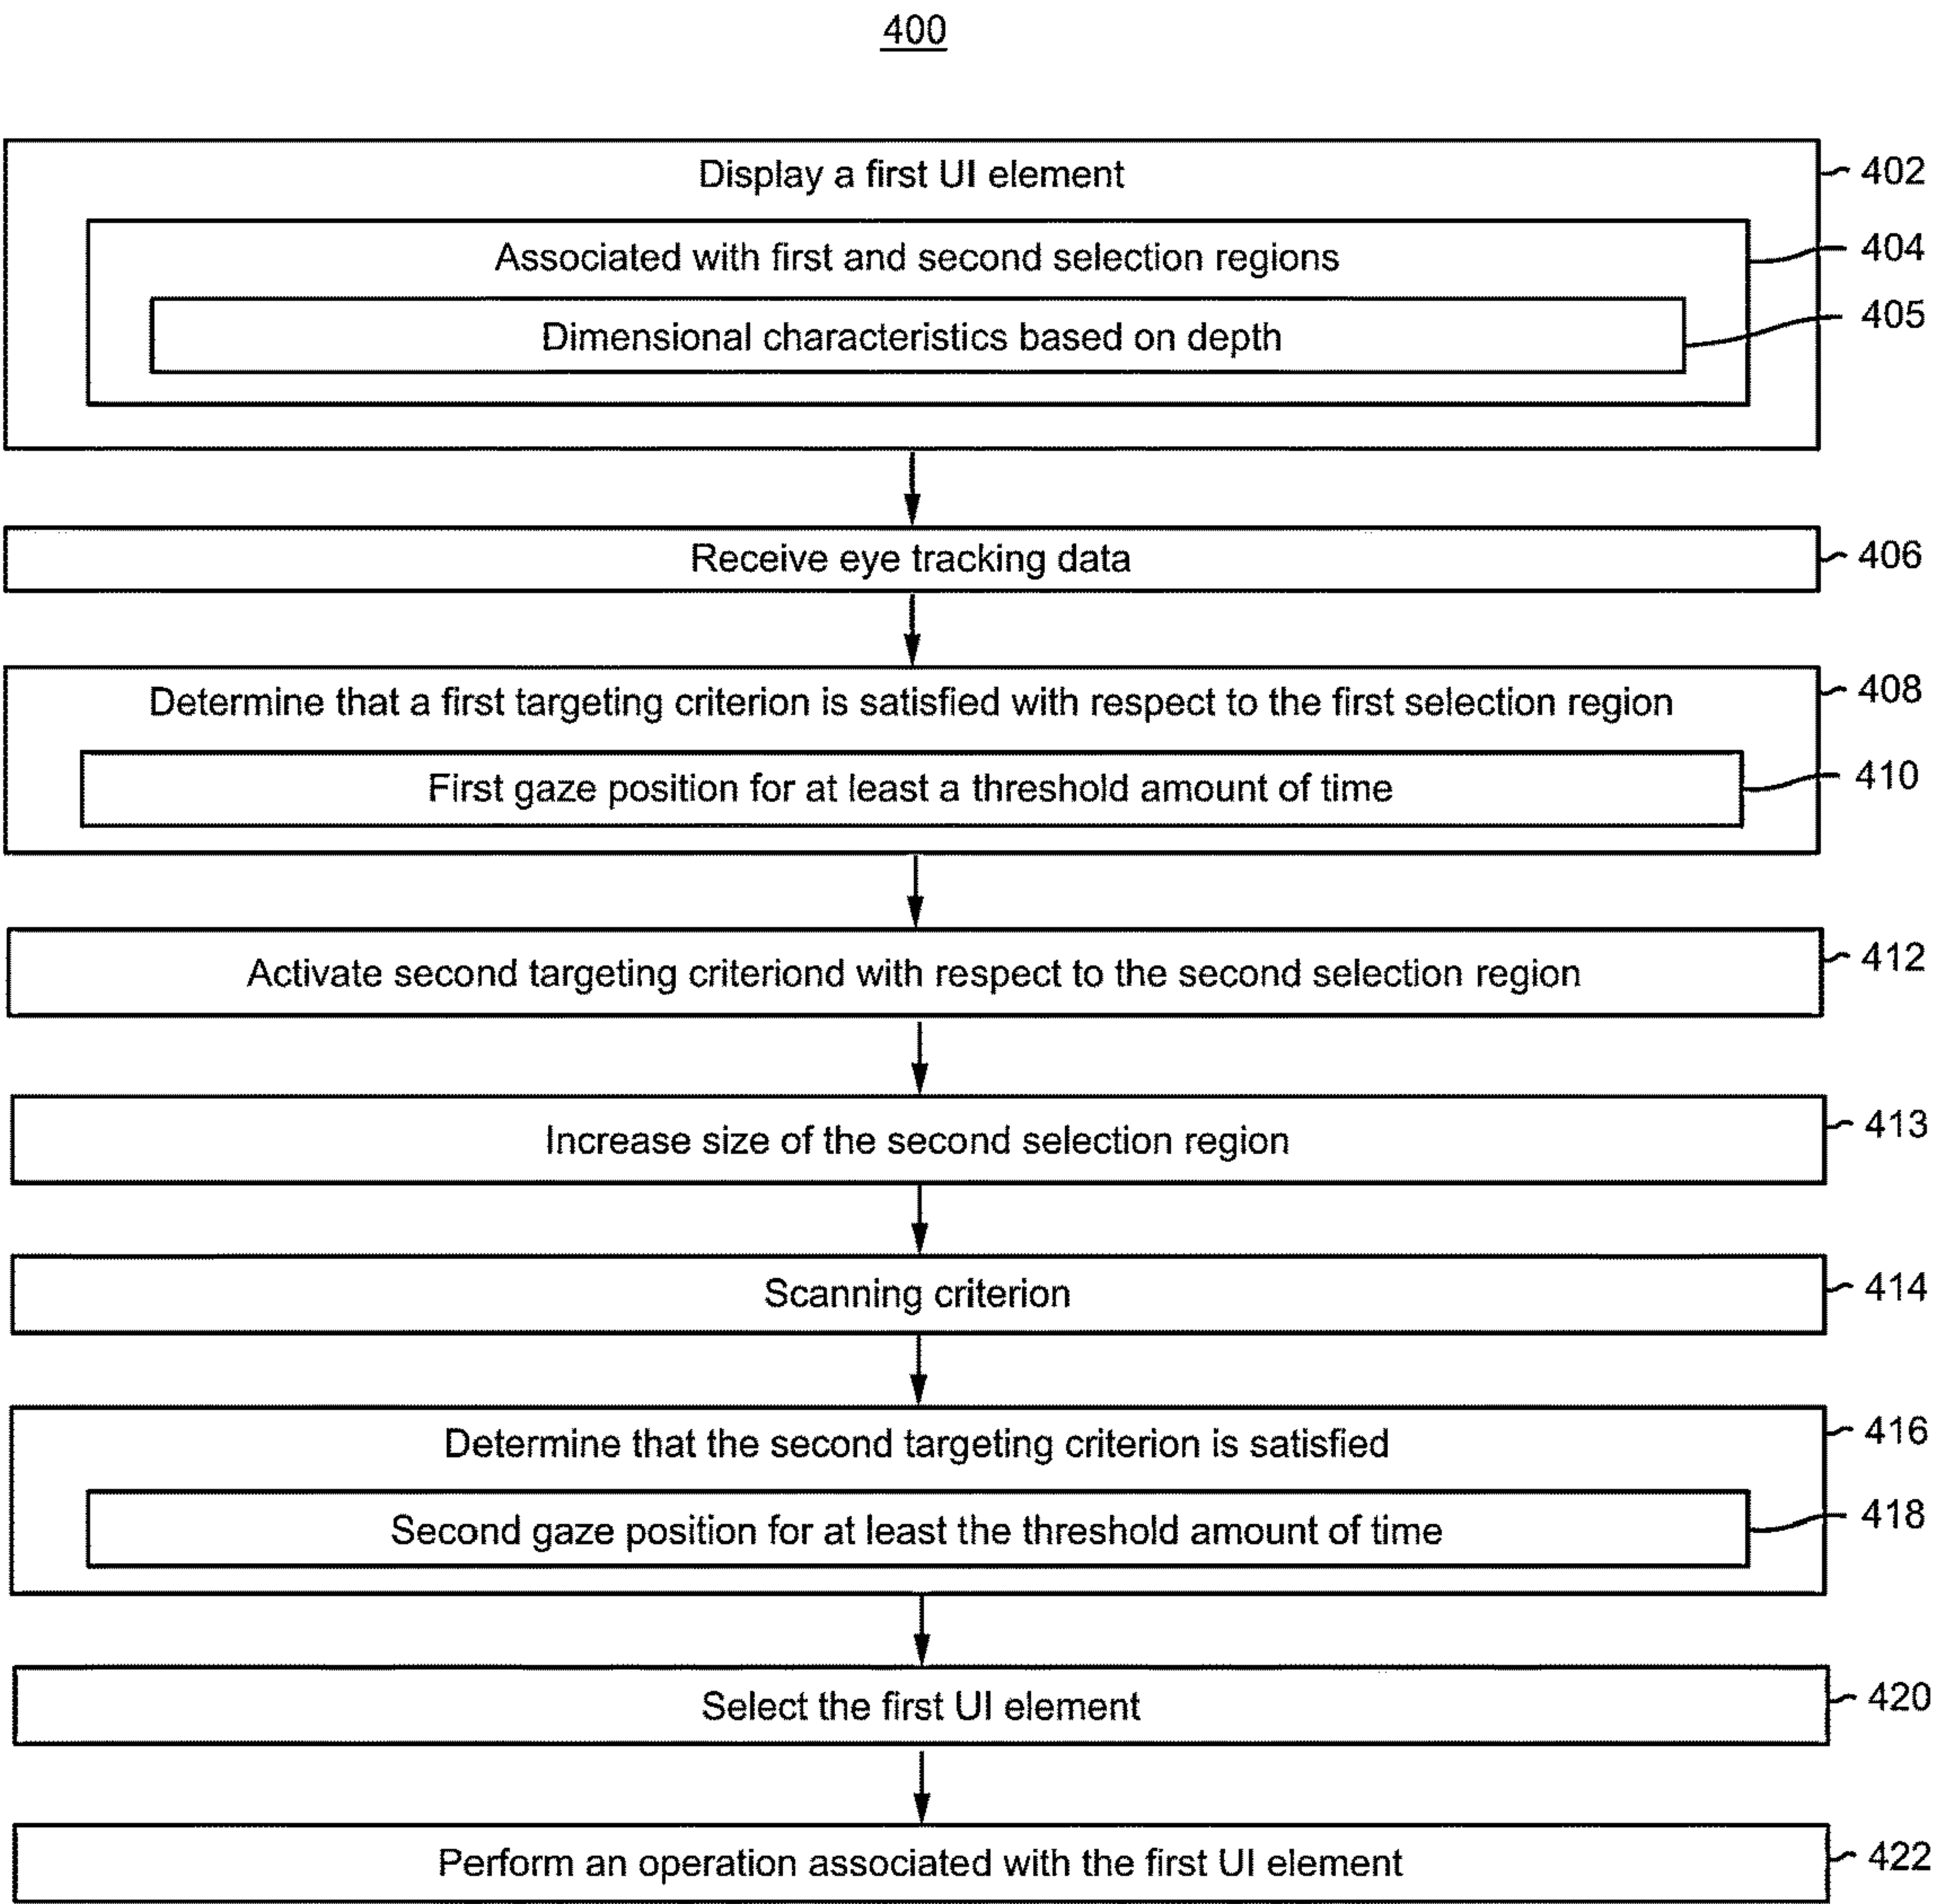 400
Display a first UI element
402
Associated with first and second selection regions
404
Dimensional characteristics based on depth
405
Receive eye tracking data
406
Determine that a first targeting criterion is satisfied with respect to the first selection region
408
First gaze position for at least a threshold amount of time
410
Activate second targeting criteriond with respect to the second selection region
412
Increase size of the second selection region
413
Scanning criterion
414
Determine that the second targeting criterion is satisfied
416
Second gaze position for at least the threshold amount of time
418
Select the first UI element
420
Perform an operation associated with the first UI element
422